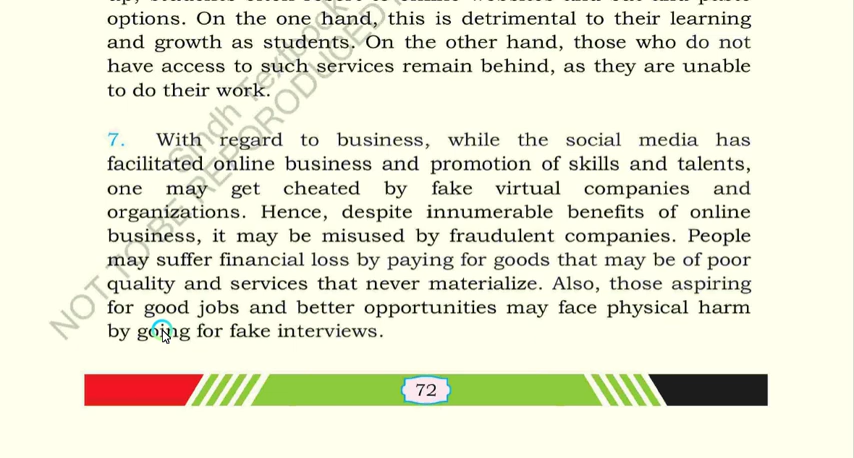 options. On the one hand, this is detrimental to their learning
and growth as students. On the other hand, those who do not
have access to such services remain behind, as they are unable
to do their work.
7. With regard to business, while the social media has
facilitated online business and promotion of skills and talents,
one may get cheated by fake virtual companies and
organizations. Hence, despite innumerable benefits of online
business, it may be misused by fraudulent companies. People
may suffer financial loss by paying for goods that may be of poor
quality and services that never materialize. Also, those aspiring
for good jobs and better opportunities may face physical harm
by going for fake interviews.
72